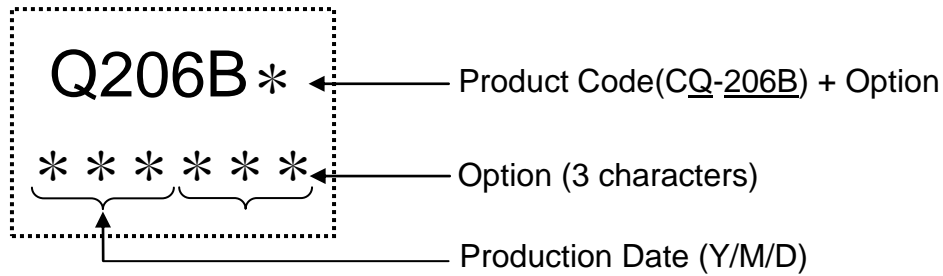 Q206B* Product Code(CQ-206B) + Option
****** Option (3 characters)
Production Date (Y/M/D)